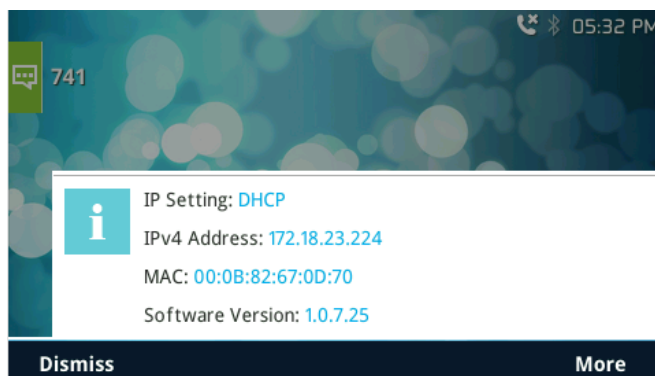 05:32 PM
741
IP Setting: DHCP
IPv4 Address: 172.18.23.224
MAC: 00:0B:82:67:0D:70
Software Version: 1.0.7.25
Dismiss More